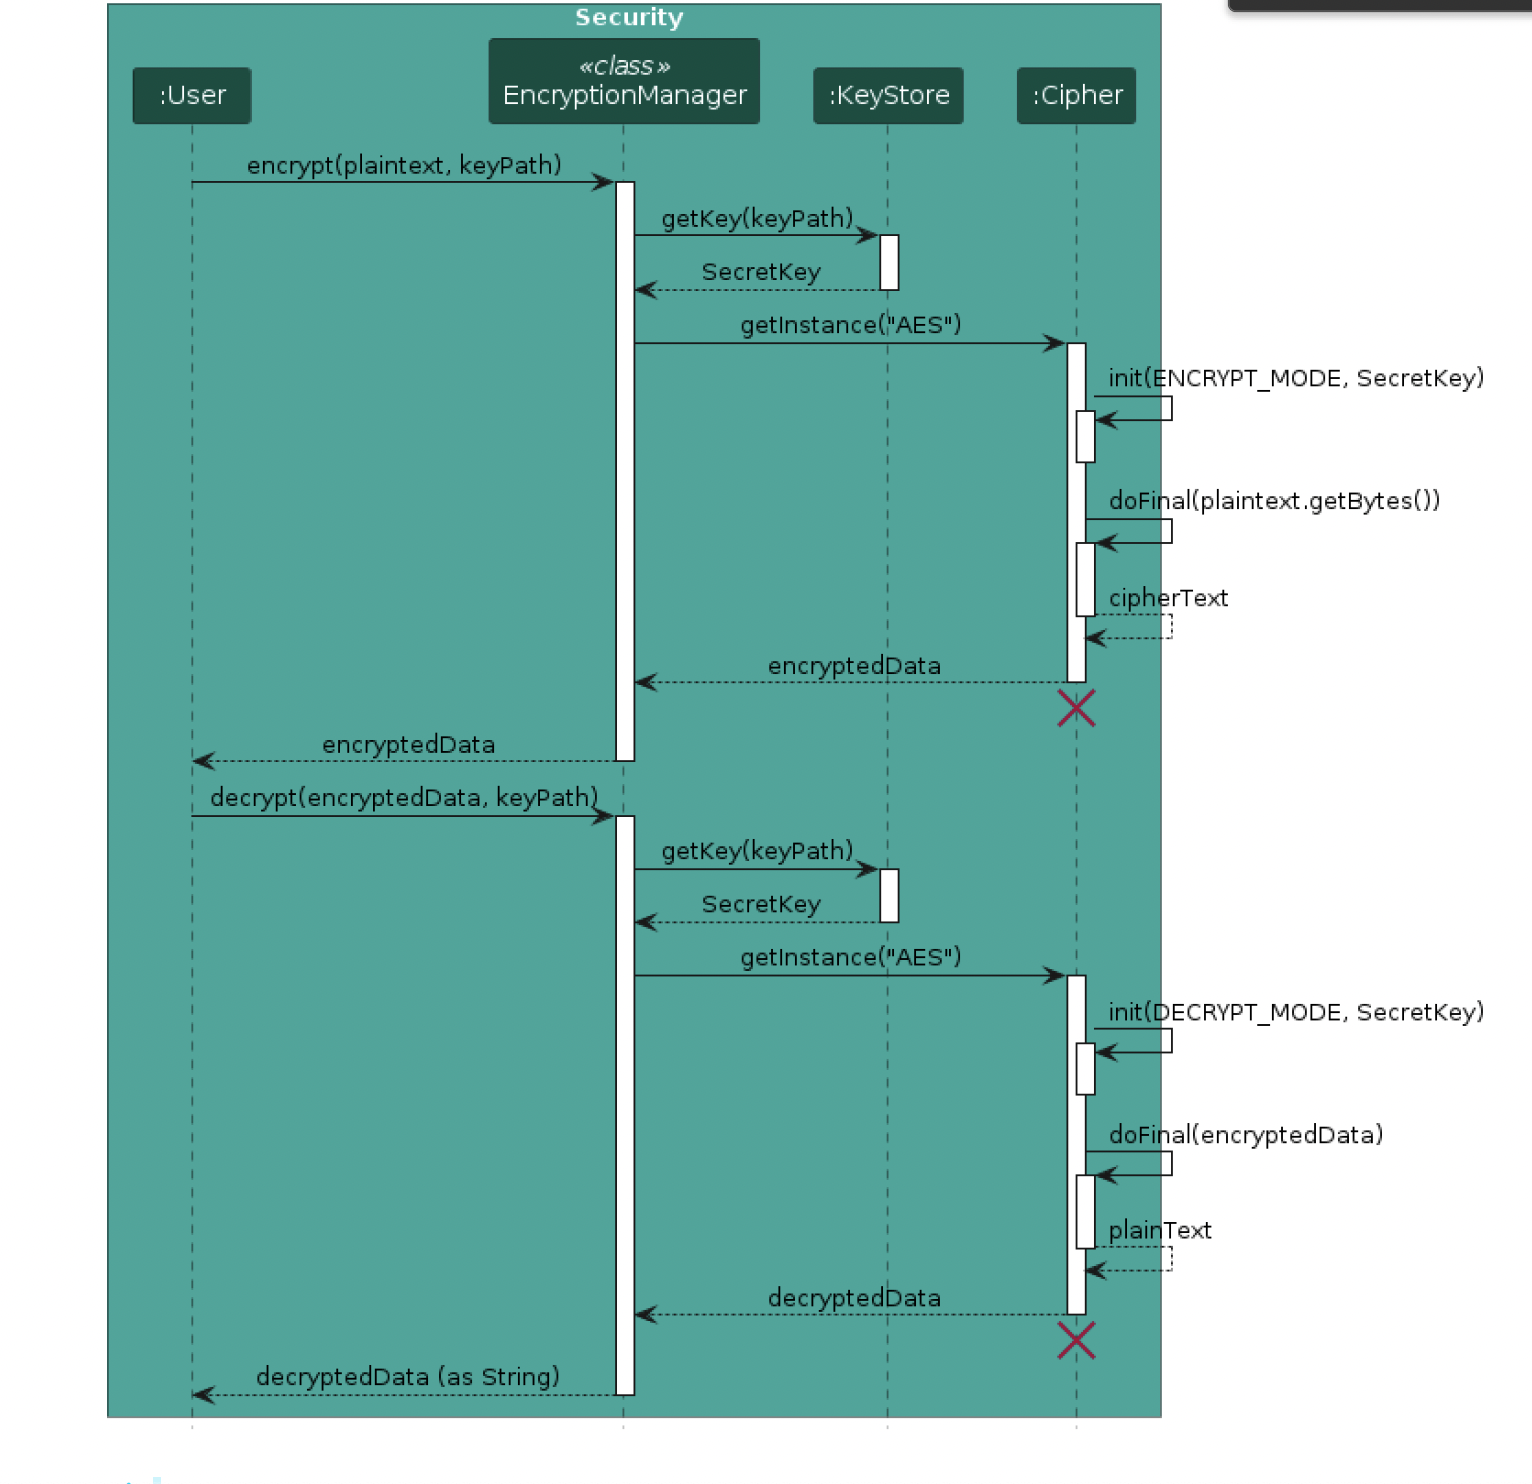 Security
:User
«class»
EncryptionManager
:KeyStore
:Cipher
encrypt(plaintext, keyPath)
getKey(keyPath)
SecretKey
getInstance("AES")
init(ENCRYPT_MODE, SecretKey)
doFinal(plaintext.getBytes())
cipherText
encryptedData
encryptedData
decrypt(encryptedData, keyPath)
getKey(keyPath)
SecretKey
getInstance("AES")
init(DECRYPT_MODE, SecretKey)
doFinal(encryptedData)
plainText
decryptedData
decryptedData (as String)